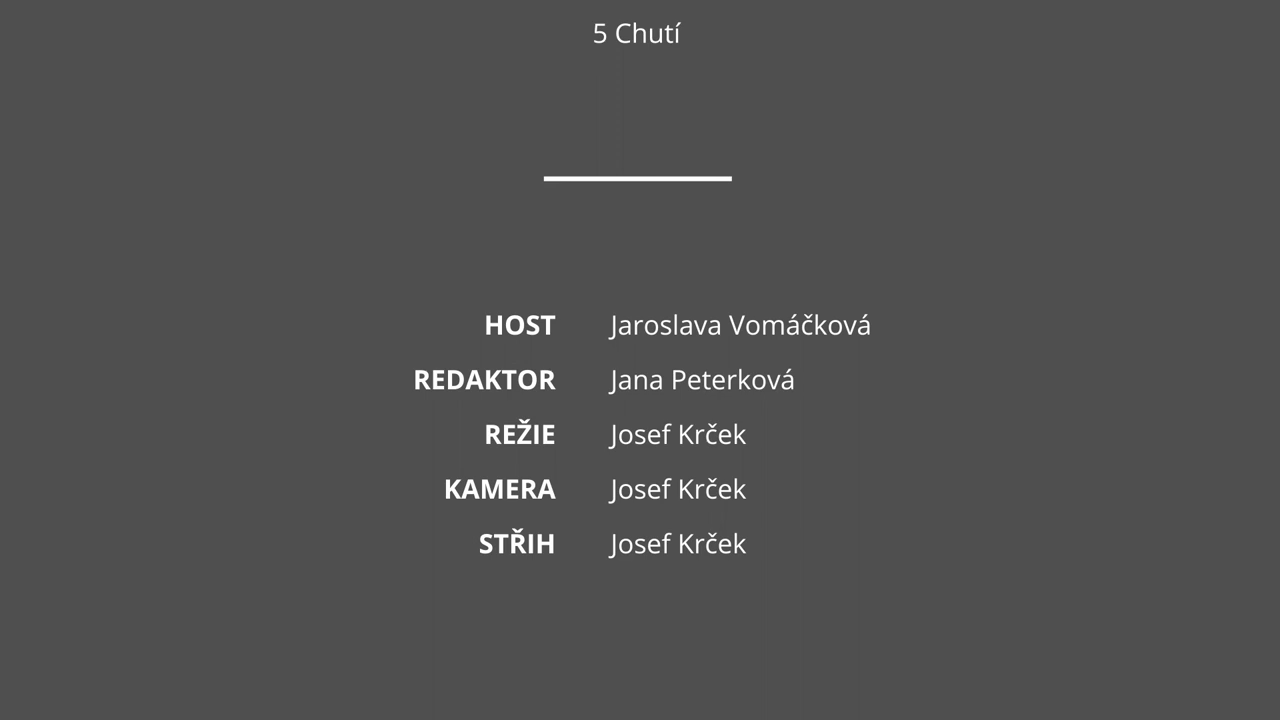 5 Chutí
HOST Jaroslava Vomáčková
REDAKTOR Jana Peterková
REŽIE Josef Krček
KAMERA Josef Krček
STŘIH Josef Krček